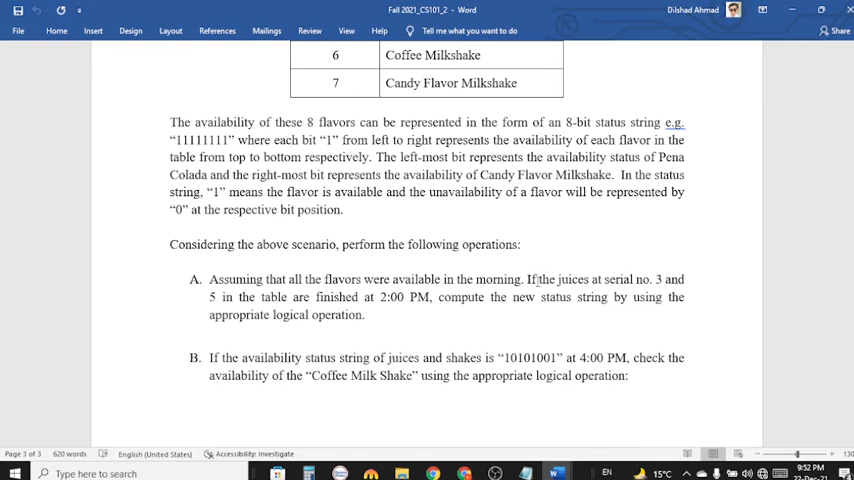 Fall 2021_CS101_2 - Word
Dilshad Ahmad
File Home Insert Draw Design Layout References Mailings Review View Help Tell me what you want to do Share
6 Coffee Milkshake
7 Candy Flavor Milkshake
The availability of these 8 flavors can be represented in the form of an 8-bit status string e.g.
“11111111” where each bit “1” from left to right represents the availability of each flavor in the
table from top to bottom respectively. The left-most bit represents the availability status of Pena
Colada and the right-most bit represents the availability of Candy Flavor Milkshake. In the status
string, “1” means the flavor is available and the unavailability of a flavor will be represented by
“0” at the respective bit position.
Considering the above scenario, perform the following operations:
A. Assuming that all the flavors were available in the morning. If the juices at serial no. 3 and
5 in the table are finished at 2:00 PM, compute the new status string by using the
appropriate logical operation.
B. If the availability status string of juices and shakes is “10101001” at 4:00 PM, check the
availability of the “Coffee Milk Shake” using the appropriate logical operation:
Page 3 of 3 620 words English (United States) Accessibility: Investigate 130
Type here to search
EN
15°C
9:52 PM
22-Dec-21